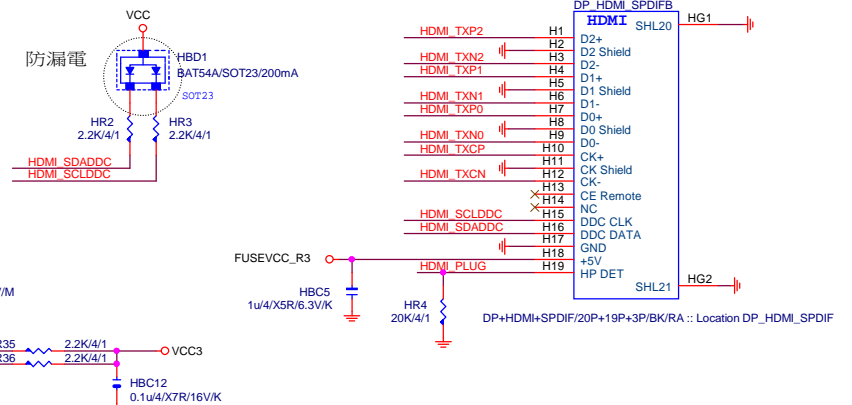 DP_HDMI_SPDIFB
VCC
HDMI
SHL20
HG1
防漏電
HBD1
BAT54A/SOT23/200mA
SOT23
HR2
2.2K/4/1
HR3
2.2K/4/1
HDMI_SDADDC
HDMI_SCLDDC
HDMI_TXP2
H1
D2+
H2
D2 Shield
HDMI_TXN2
H3
D2-
HDMI_TXP1
H4
D1+
H5
D1 Shield
HDMI_TXN1
H6
D1-
HDMI_TXP0
H7
D0+
H8
D0 Shield
HDMI_TXN0
H9
D0-
HDMI_TXCP
H10
CK+
H11
CK Shield
HDMI_TXCN
H12
CK-
H13
CE Remote
H14
NC
HDMI_SCLDDC
H15
DDC CLK
HDMI_SDADDC
H16
DDC DATA
H17
GND
FUSEVCC_R3
H18
+5V
HDMI_PLUG
H19
HP DET
SHL21
HG2
HBC5
1u/4/X5R/6.3V/K
HR4
20K/4/1
DP+HDMI+SPDIF/20P+19P+3P/BK/RA :: Location DP_HDMI_SPDIF
/M
R35
2.2K/4/1
R36
2.2K/4/1
VCC3
HBC12
0.1u/4/X7R/16V/K